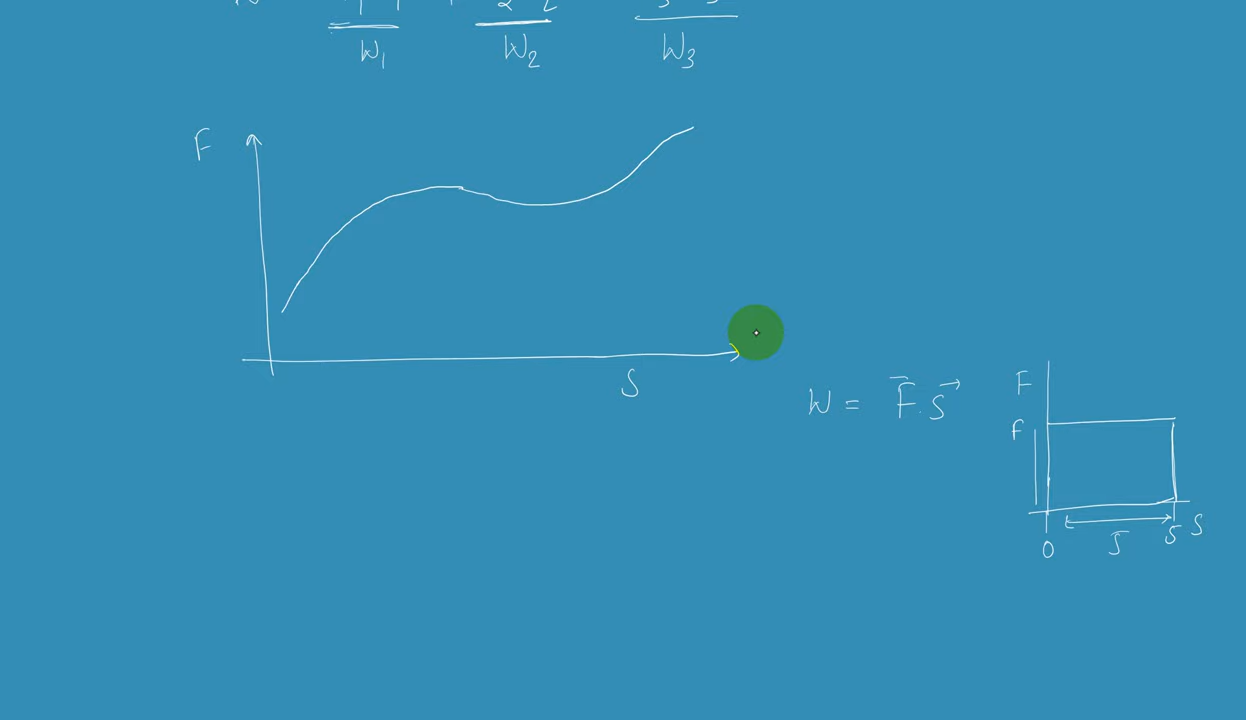 W₁ W₂ W₃
F
S
W = F⃗.S⃗
F
F
S S
0